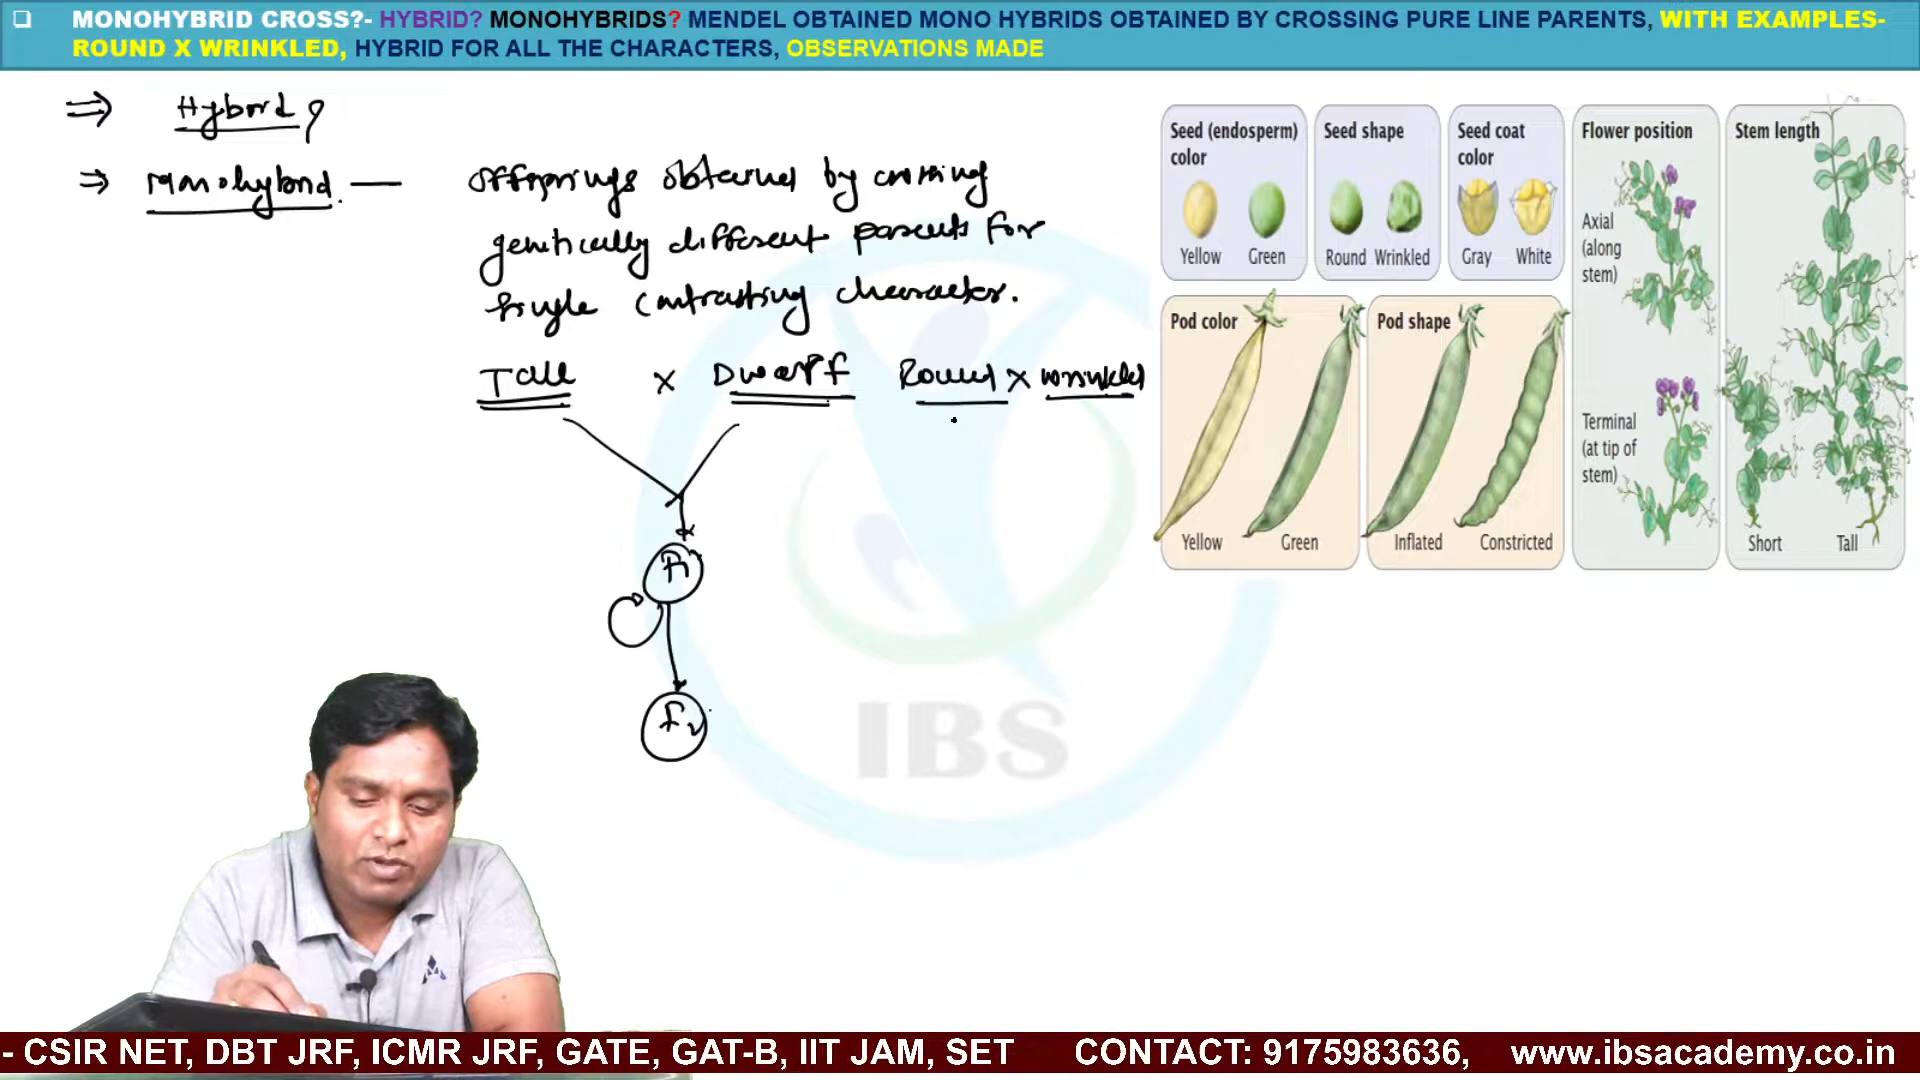 MONOHYBRID CROSS?- HYBRID? MONOHYBRIDS? MENDEL OBTAINED MONO HYBRIDS OBTAINED BY CROSSING PURE LINE PARENTS, WITH EXAMPLES-
ROUND X WRINKLED, HYBRID FOR ALL THE CHARACTERS, OBSERVATIONS MADE
⇒ Hybrid?
⇒ Monohybrid. — offsprings obtained by crossing
genetically different parents for
single contrasting character.
Tall x Dwarf Round x wrinkled
F1
F2
Seed (endosperm)
color
Yellow Green
Seed shape
Round Wrinkled
Seed coat
color
Gray White
Flower position
Axial
(along
stem)
Terminal
(at tip of
stem)
Stem length
Short Tall
Pod color
Yellow Green
Pod shape
Inflated Constricted
IBS
- CSIR NET, DBT JRF, ICMR JRF, GATE, GAT-B, IIT JAM, SET CONTACT: 9175983636, www.ibsacademy.co.in